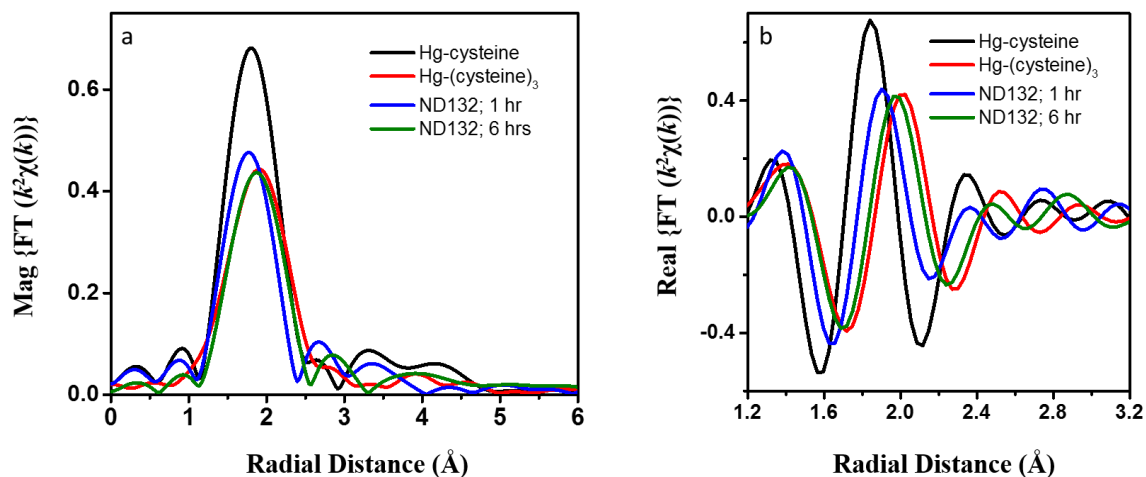 a
Hg-cysteine
Hg-(cysteine)₃
ND132; 1 hr
ND132; 6 hrs
Mag {FT (k²χ(k))}
0.6
0.4
0.2
0.0
0 1 2 3 4 5 6
Radial Distance (Å)
b
Hg-cysteine
Hg-(cysteine)₃
ND132; 1 hr
ND132; 6 hr
Real {FT (k²χ(k))}
0.4
0.0
-0.4
1.2 1.6 2.0 2.4 2.8 3.2
Radial Distance (Å)